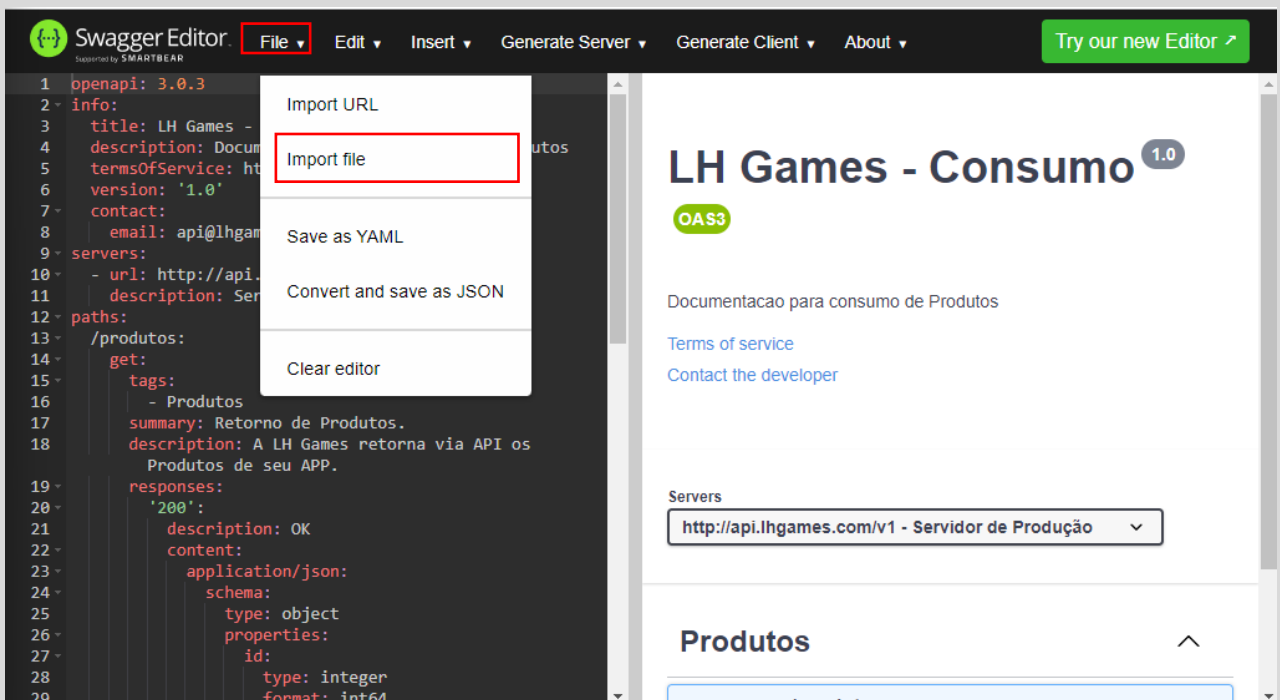 Swagger Editor.
Supported by SMARTBEAR
File Edit Insert Generate Server Generate Client About Try our new Editor
Import URL
Import file
Save as YAML
Convert and save as JSON
Clear editor
1 openapi: 3.0.3
2 info:
3 title: LH Games -
4 description: Docum utos
5 termsOfService: ht
6 version: '1.0'
7 contact:
8 email: api@lhgam
9 servers:
10 - url: http://api.
11 description: Ser
12 paths:
13 /produtos:
14 get:
15 tags:
16 - Produtos
17 summary: Retorno de Produtos.
18 description: A LH Games retorna via API os
Produtos de seu APP.
19 responses:
20 '200':
21 description: OK
22 content:
23 application/json:
24 schema:
25 type: object
26 properties:
27 id:
28 type: integer
29 format: int64
LH Games - Consumo 1.0
OAS3
Documentacao para consumo de Produtos
Terms of service
Contact the developer
Servers
http://api.lhgames.com/v1 - Servidor de Produção
Produtos